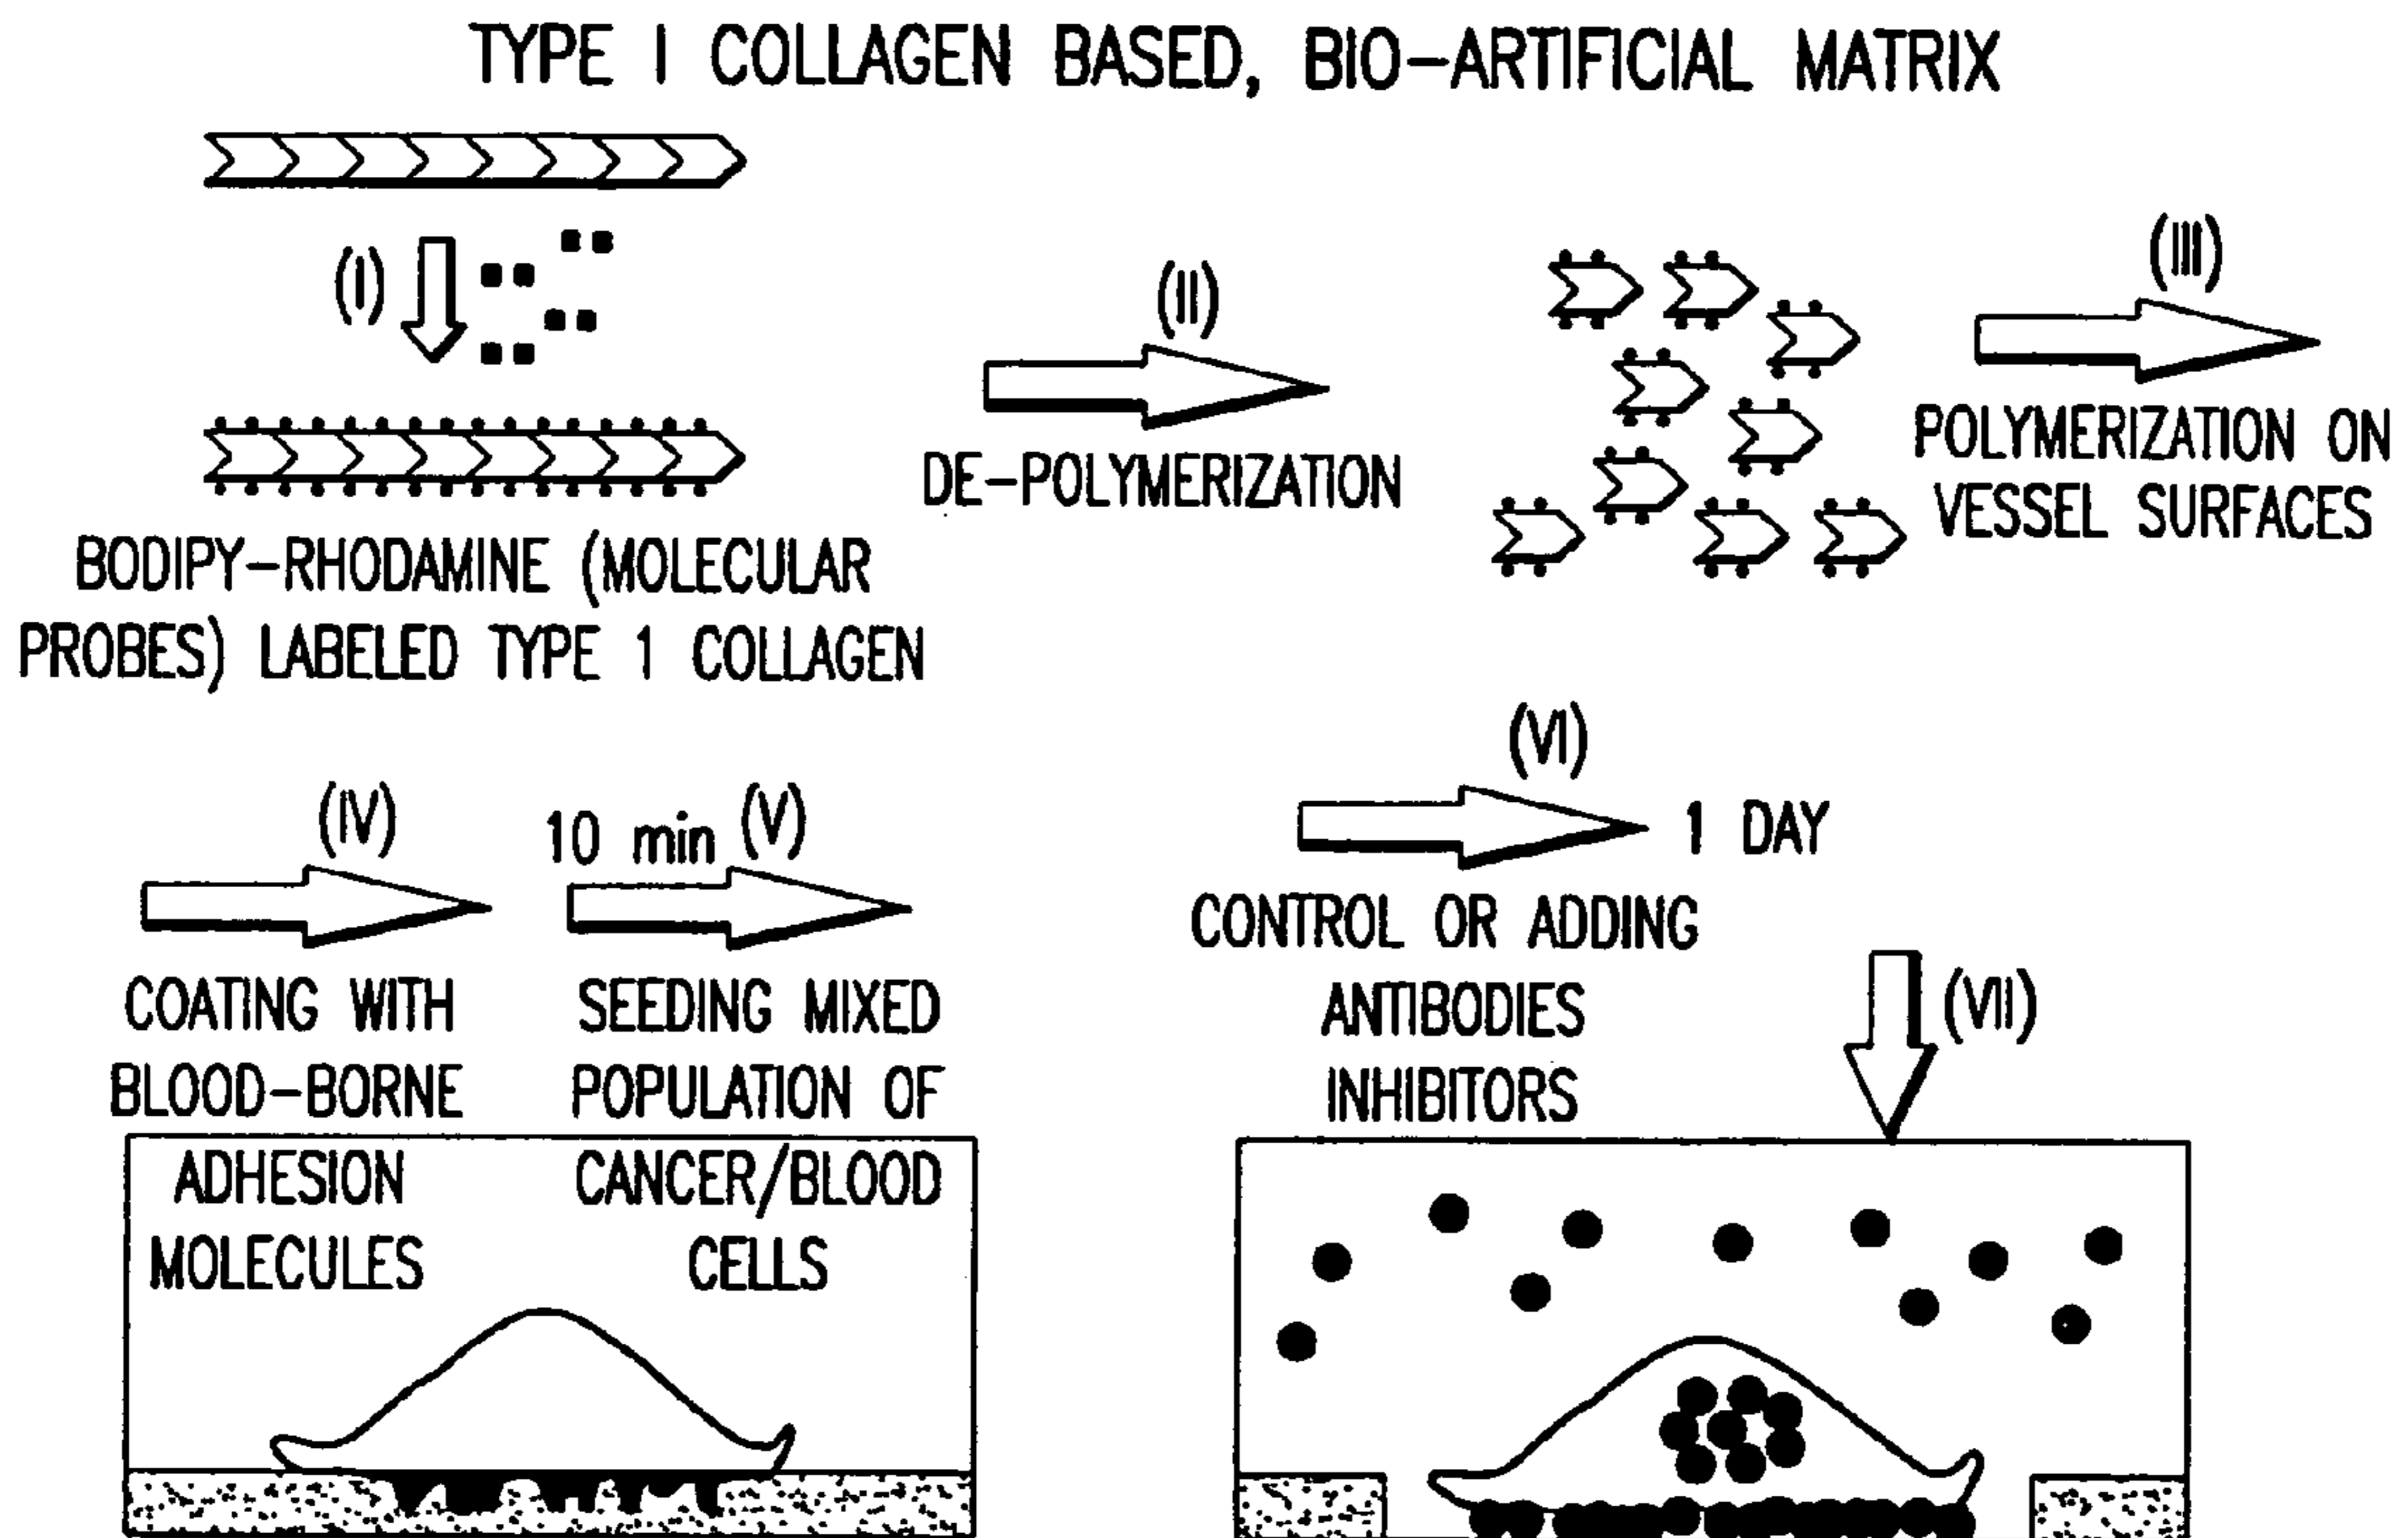 TYPE I COLLAGEN BASED, BIO-ARTIFICIAL MATRIX
(I)
BODIPY-RHODAMINE (MOLECULAR
PROBES) LABELED TYPE 1 COLLAGEN
(II)
DE-POLYMERIZATION
(III)
POLYMERIZATION ON
VESSEL SURFACES
(IV)
COATING WITH
BLOOD-BORNE
ADHESION
MOLECULES
10 min (V)
SEEDING MIXED
POPULATION OF
CANCER/BLOOD
CELLS
(VI)
1 DAY
CONTROL OR ADDING
ANTIBODIES
INHIBITORS
(VII)